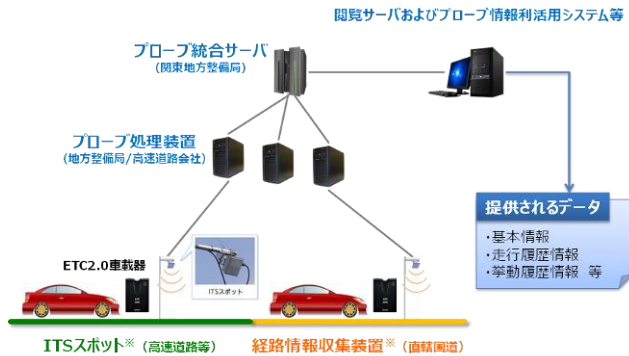 閲覧サーバおよびプローブ情報利活用システム等
プローブ統合サーバ
(関東地方整備局)
プローブ処理装置
(地方整備局/高速道路会社)
提供されるデータ
・基本情報
・走行履歴情報
・挙動履歴情報 等
ETC2.0車載器
ITSスポット
ITSスポット※ (高速道路等)
経路情報収集装置※ (直轄国道)